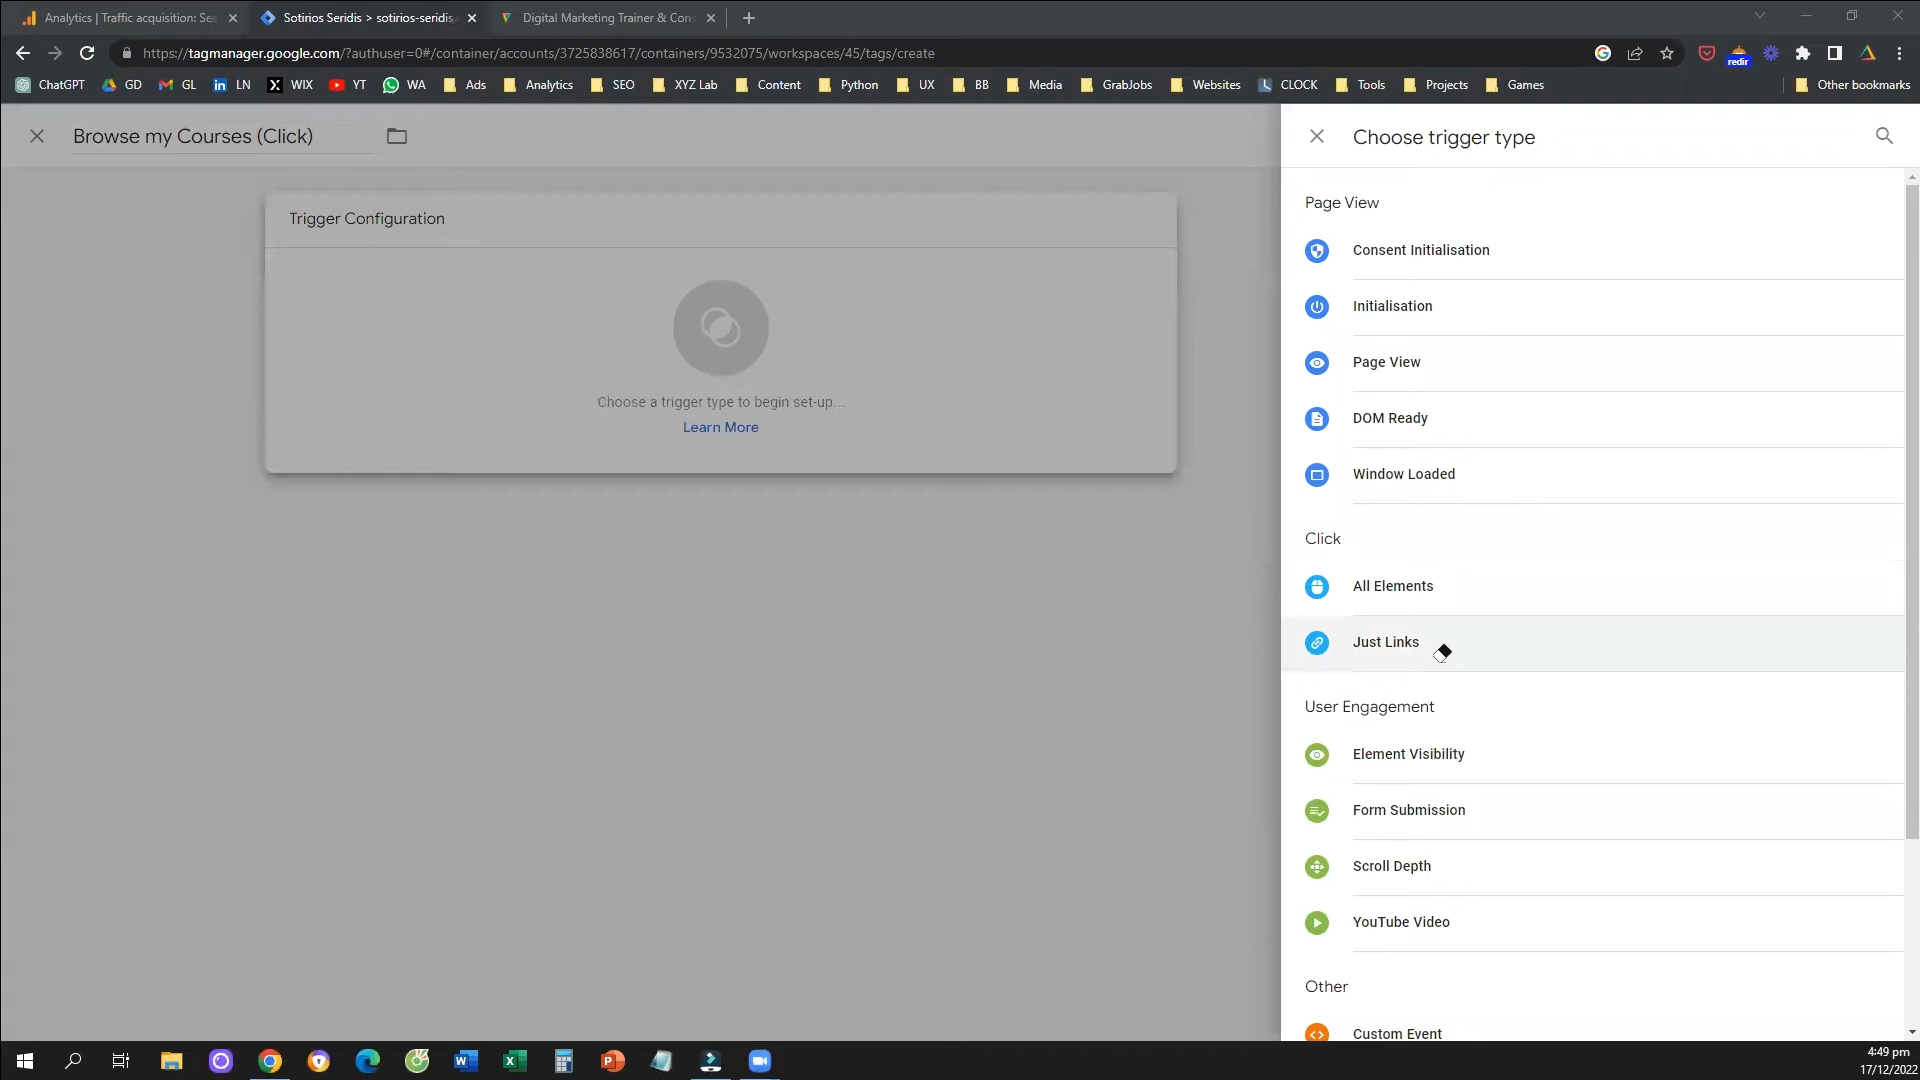 Analytics | Traffic acquisition: Ses
Sotirios Seridis > sotirios-seridis
Digital Marketing Trainer & Con
https://tagmanager.google.com/?authuser=0#/container/accounts/3725838617/containers/9532075/workspaces/45/tags/create
redir
ChatGPT GD GL LN WIX YT WA Ads Analytics SEO XYZ Lab Content Python UX BB Media GrabJobs Websites CLOCK Tools Projects Games Other bookmarks
Browse my Courses (Click)
Trigger Configuration
Choose a trigger type to begin set-up...
Learn More
Choose trigger type
Page View
Consent Initialisation
Initialisation
Page View
DOM Ready
Window Loaded
Click
All Elements
Just Links
User Engagement
Element Visibility
Form Submission
Scroll Depth
YouTube Video
Other
Custom Event
4:49 pm
17/12/2022